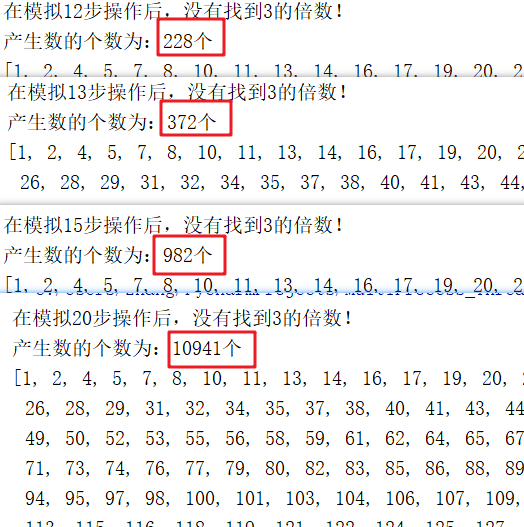 在模拟12步操作后，没有找到3的倍数！
产生数的个数为：228个
[1, 2, 4, 5, 7, 8, 10, 11, 13, 14, 16, 17, 19, 20, 2
在模拟13步操作后，没有找到3的倍数！
产生数的个数为：372个
[1, 2, 4, 5, 7, 8, 10, 11, 13, 14, 16, 17, 19, 20, 2
26, 28, 29, 31, 32, 34, 35, 37, 38, 40, 41, 43, 44,
在模拟15步操作后，没有找到3的倍数！
产生数的个数为：982个
[1, 2, 4, 5, 7, 8, 10, 11, 13, 14, 16, 17, 19, 20, 2
在模拟20步操作后，没有找到3的倍数！
产生数的个数为：10941个
[1, 2, 4, 5, 7, 8, 10, 11, 13, 14, 16, 17, 19, 20, 2
26, 28, 29, 31, 32, 34, 35, 37, 38, 40, 41, 43, 44
49, 50, 52, 53, 55, 56, 58, 59, 61, 62, 64, 65, 67
71, 73, 74, 76, 77, 79, 80, 82, 83, 85, 86, 88, 89
94, 95, 97, 98, 100, 101, 103, 104, 106, 107, 109,
113, 115, 116, 118, 119, 121, 122, 124, 125, 127